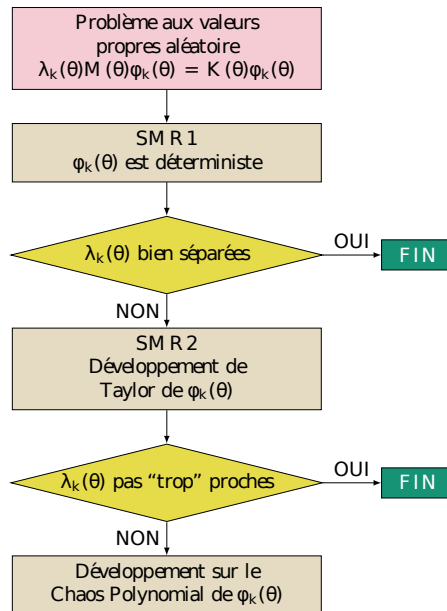 Problème aux valeurs
propres aléatoire
λₖ(θ)M(θ)φₖ(θ) = K(θ)φₖ(θ)
SMR1
φₖ(θ) est déterministe
λₖ(θ) bien séparées
OUI
FIN
NON
SMR2
Développement de
Taylor de φₖ(θ)
λₖ(θ) pas “trop” proches
OUI
FIN
NON
Développement sur le
Chaos Polynomial de φₖ(θ)